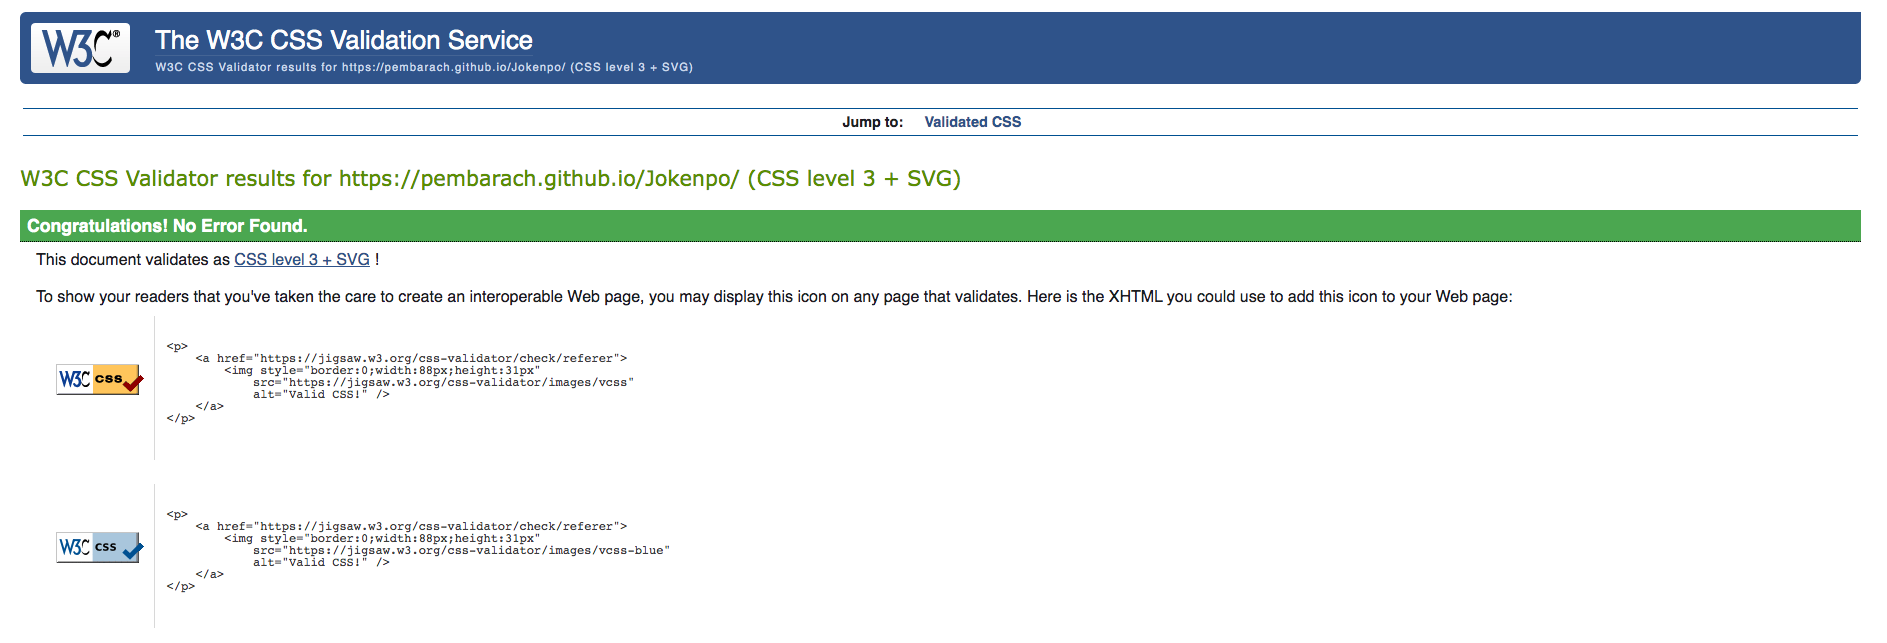 W3C®
The W3C CSS Validation Service
W3C CSS Validator results for https://pembarach.github.io/Jokenpo/ (CSS level 3 + SVG)
Jump to: Validated CSS
W3C CSS Validator results for https://pembarach.github.io/Jokenpo/ (CSS level 3 + SVG)
Congratulations! No Error Found.
This document validates as CSS level 3 + SVG !
To show your readers that you've taken the care to create an interoperable Web page, you may display this icon on any page that validates. Here is the XHTML you could use to add this icon to your Web page:
W3C css
<p>
<a href="https://jigsaw.w3.org/css-validator/check/referer">
<img style="border:0;width:88px;height:31px"
src="https://jigsaw.w3.org/css-validator/images/vcss"
alt="Valid CSS!" />
</a>
</p>
W3C css
<p>
<a href="https://jigsaw.w3.org/css-validator/check/referer">
<img style="border:0;width:88px;height:31px"
src="https://jigsaw.w3.org/css-validator/images/vcss-blue"
alt="Valid CSS!" />
</a>
</p>